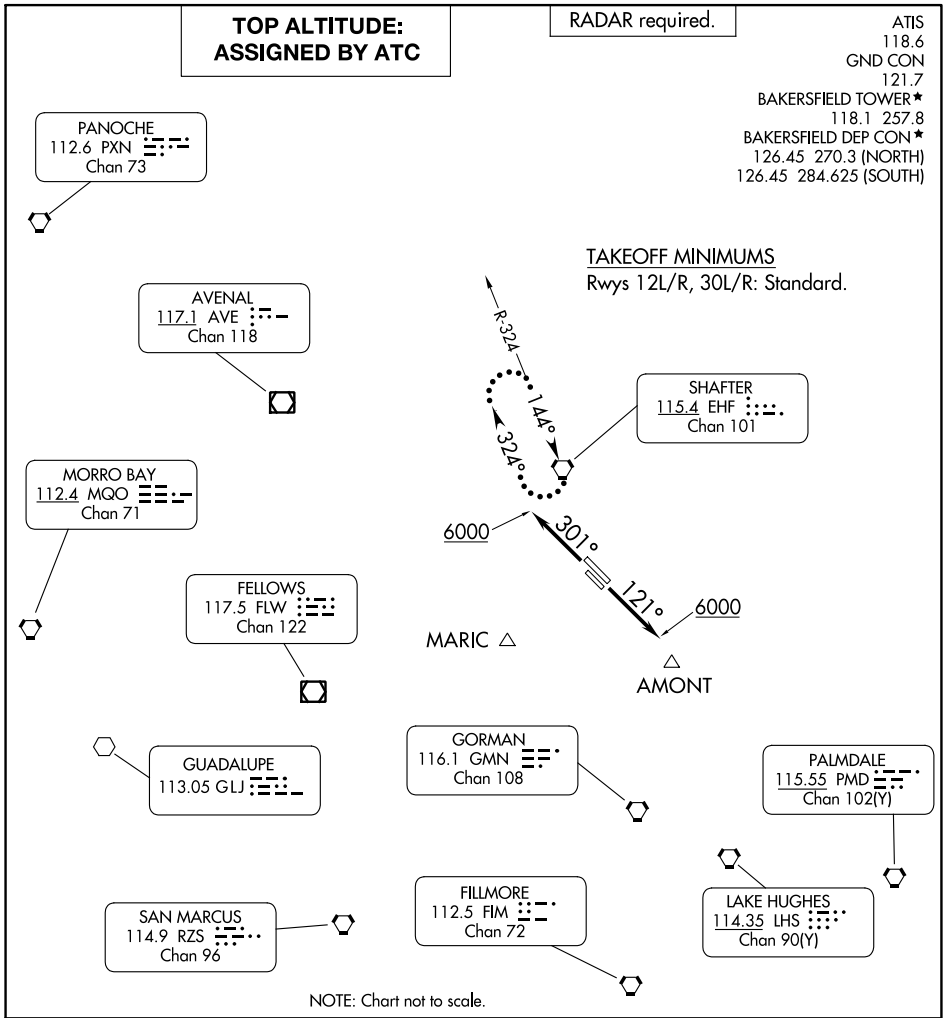 TOP ALTITUDE:
ASSIGNED BY ATC
RADAR required.
ATIS
118.6
GND CON
121.7
BAKERSFIELD TOWER★
118.1 257.8
BAKERSFIELD DEP CON★
126.45 270.3 (NORTH)
126.45 284.625 (SOUTH)
PANOCHE
112.6 PXN
Chan 73
TAKEOFF MINIMUMS
Rwys 12L/R, 30L/R: Standard.
AVENAL
117.1 AVE
Chan 118
R-324
144°
324°
SHAFTER
115.4 EHF
Chan 101
MORRO BAY
112.4 MQO
Chan 71
6000
301°
121°
6000
FELLOWS
117.5 FLW
Chan 122
MARIC
AMONT
GUADALUPE
113.05 GLJ
GORMAN
116.1 GMN
Chan 108
PALMDALE
115.55 PMD
Chan 102(Y)
SAN MARCUS
114.9 RZS
Chan 96
FILLMORE
112.5 FIM
Chan 72
LAKE HUGHES
114.35 LHS
Chan 90(Y)
NOTE: Chart not to scale.